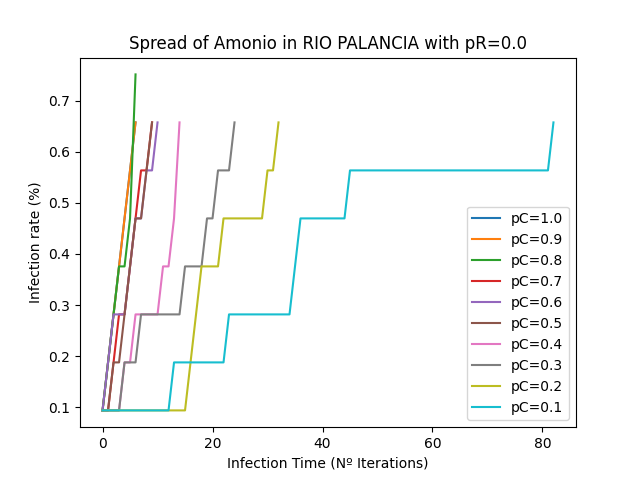 Spread of Amonio in RIO PALANCIA with pR=0.0
Infection rate (%)
0.7
0.6
0.5
0.4
0.3
0.2
0.1
pC=1.0
pC=0.9
pC=0.8
pC=0.7
pC=0.6
pC=0.5
pC=0.4
pC=0.3
pC=0.2
pC=0.1
0 20 40 60 80
Infection Time (Nº Iterations)